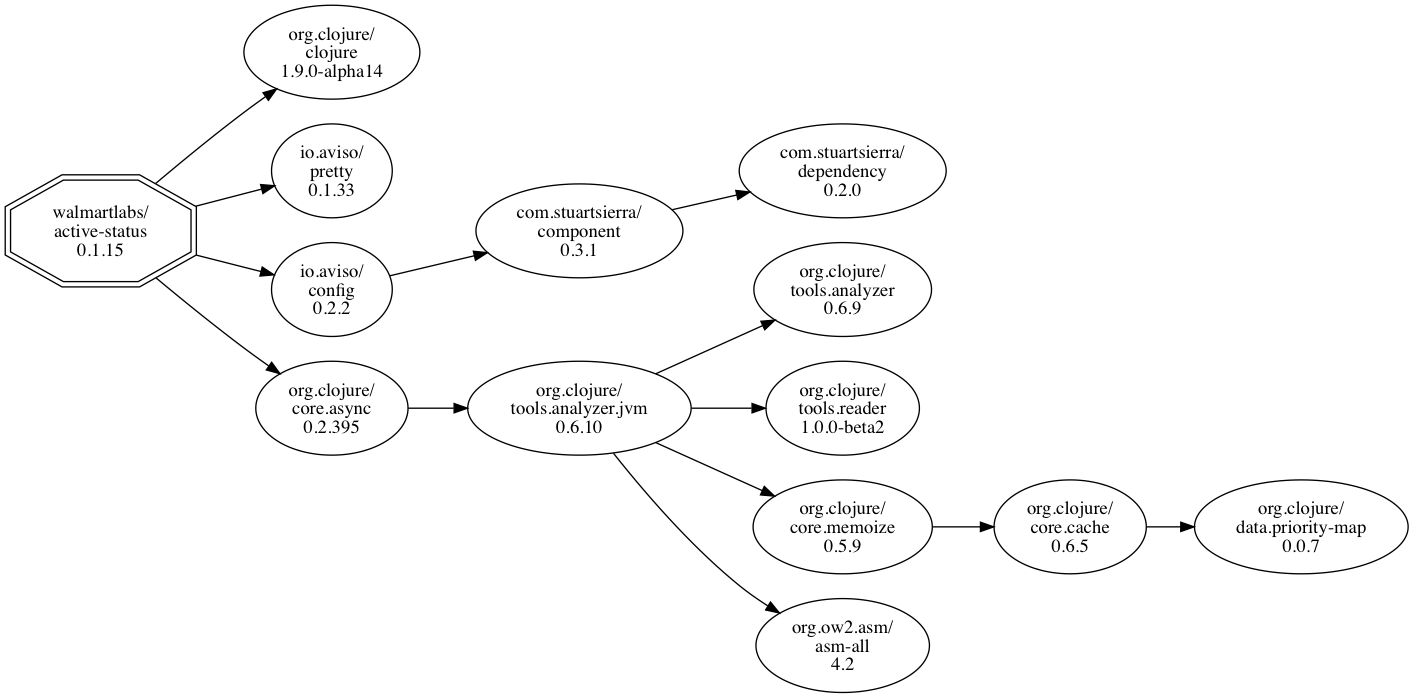 org.clojure/
clojure
1.9.0-alpha14
io.aviso/
pretty
0.1.33
com.stuartsierra/
dependency
0.2.0
walmartlabs/
active-status
0.1.15
com.stuartsierra/
component
0.3.1
io.aviso/
config
0.2.2
org.clojure/
tools.analyzer
0.6.9
org.clojure/
core.async
0.2.395
org.clojure/
tools.analyzer.jvm
0.6.10
org.clojure/
tools.reader
1.0.0-beta2
org.clojure/
core.memoize
0.5.9
org.clojure/
core.cache
0.6.5
org.clojure/
data.priority-map
0.0.7
org.ow2.asm/
asm-all
4.2